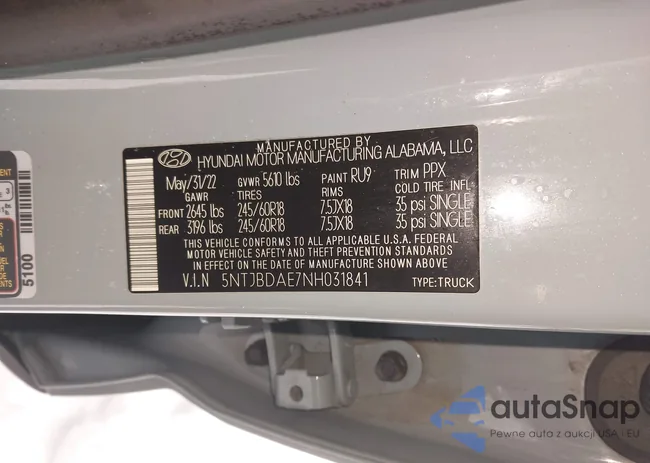 MANUFACTURED BY
HYUNDAI MOTOR MANUFACTURING ALABAMA, LLC
May/31/22 GVWR 5610 lbs PAINT RU9 TRIM PPX
GAWR TIRES RIMS COLD TIRE INFL
FRONT 2645 lbs 245/60R18 7.5JX18 35 psi SINGLE
REAR 3196 lbs 245/60R18 7.5JX18 35 psi SINGLE
THIS VEHICLE CONFORMS TO ALL APPLICABLE U.S.A. FEDERAL
MOTOR VEHICLE SAFETY AND THEFT PREVENTION STANDARDS
IN EFFECT ON THE DATE OF MANUFACTURE SHOWN ABOVE
V.I.N 5NTJBDAE7NH031841 TYPE:TRUCK
5100
autaSnap
Pewne auta z aukcji USA - EU